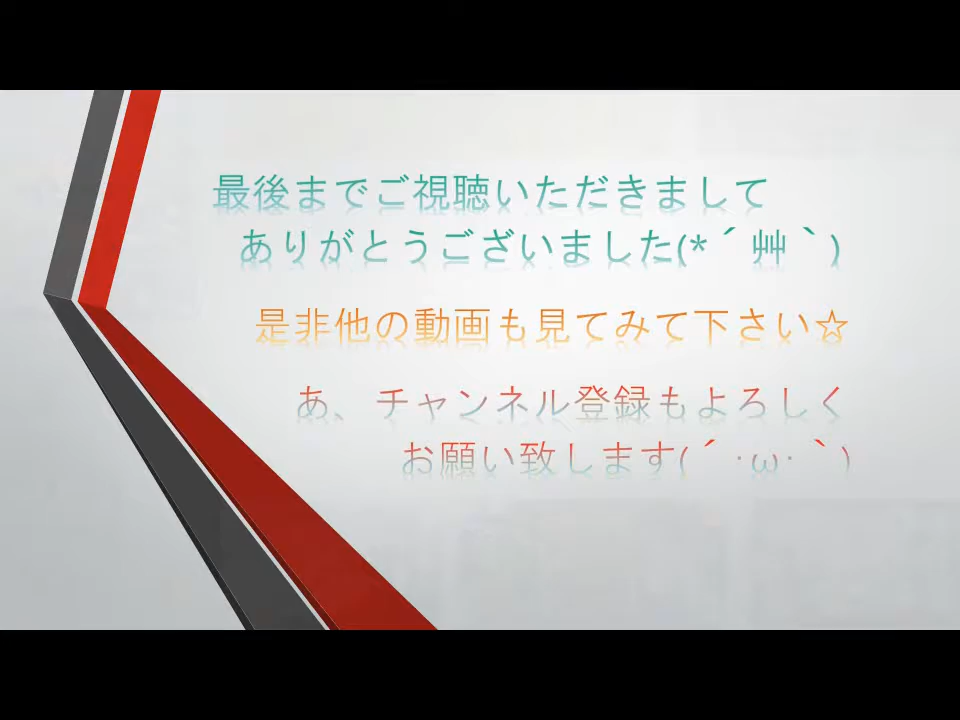 最後までご視聴いただきまして
ありがとうございました(*´艸｀)
是非他の動画も見てみて下さい☆
あ、チャンネル登録もよろしく
お願い致します(´･ω･｀)